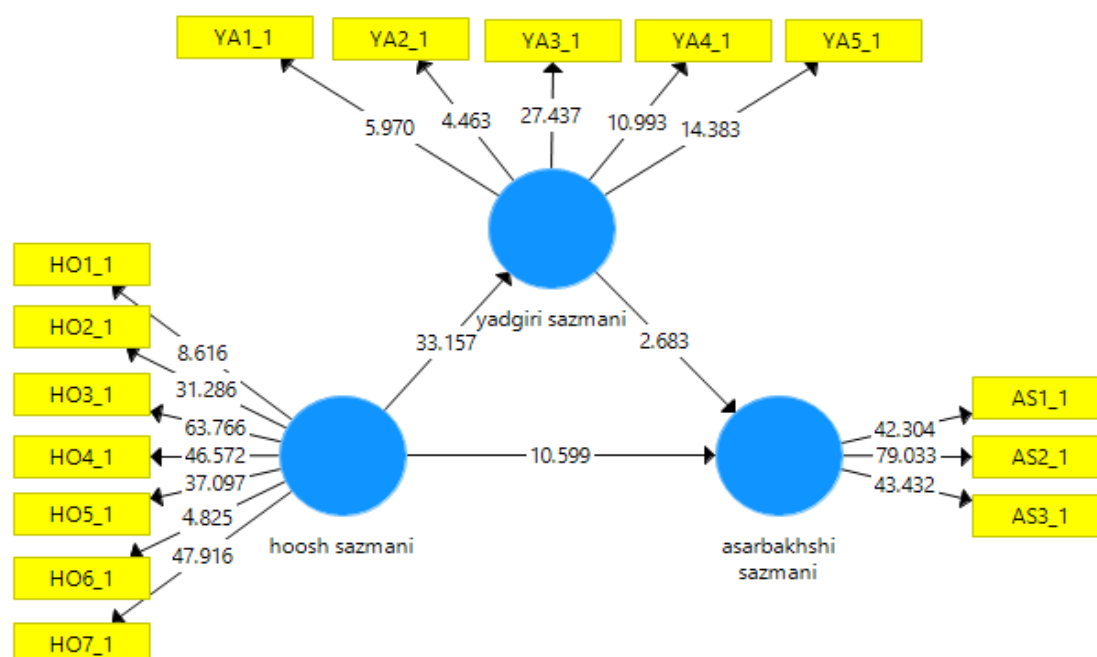 YA1_1
YA2_1
YA3_1
YA4_1
YA5_1
5.970
4.463
27.437
10.993
14.383
yadgiri sazmani
33.157
2.683
HO1_1
HO2_1
HO3_1
HO4_1
HO5_1
HO6_1
HO7_1
8.616
31.286
63.766
46.572
37.097
4.825
47.916
hoosh sazmani
10.599
asarbakhshi
sazmani
42.304
79.033
43.432
AS1_1
AS2_1
AS3_1